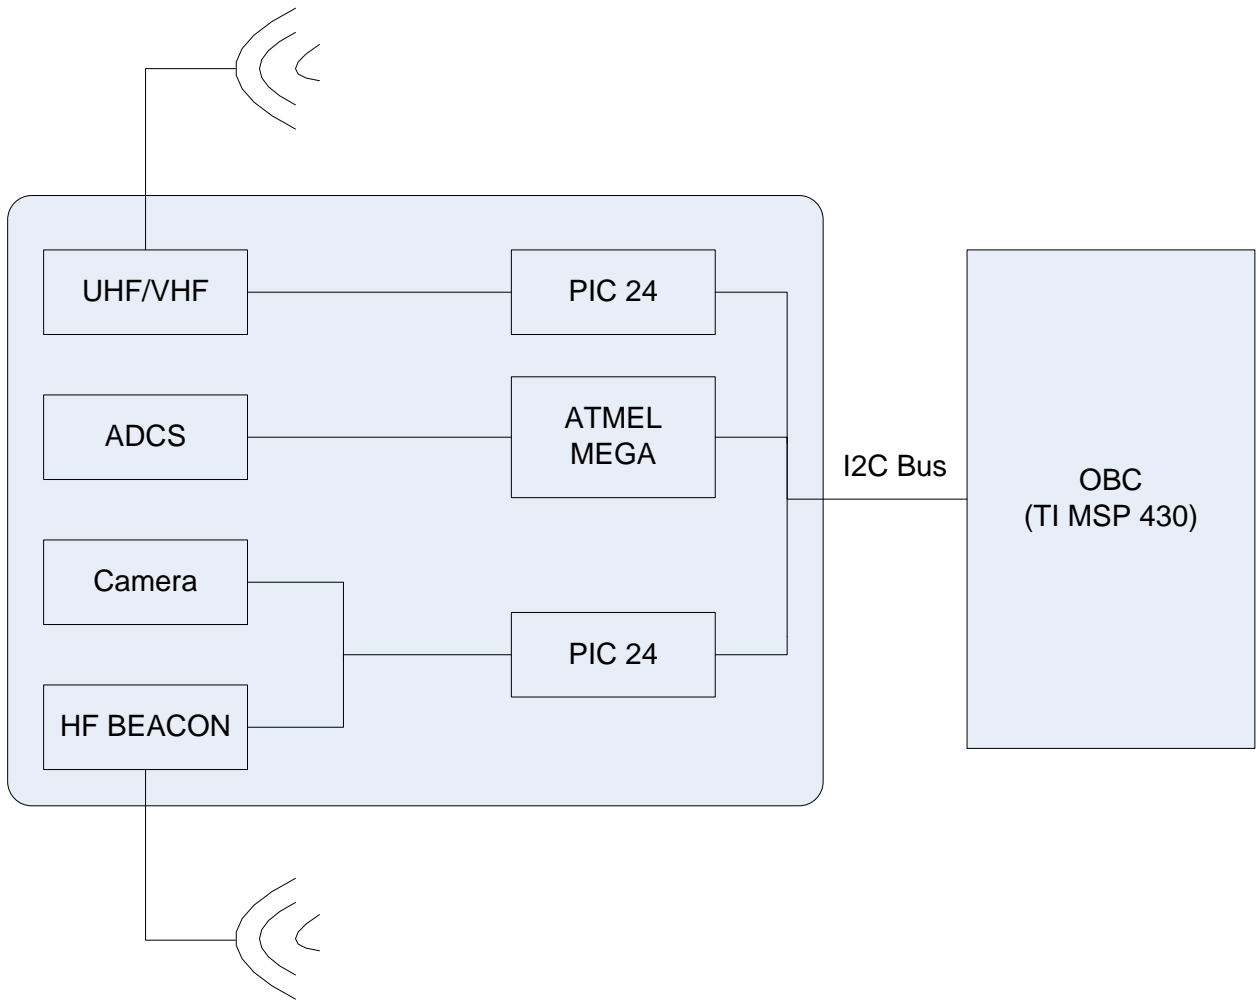 UHF/VHF
PIC 24
ADCS
ATMEL
MEGA
I2C Bus
OBC
(TI MSP 430)
Camera
PIC 24
HF BEACON